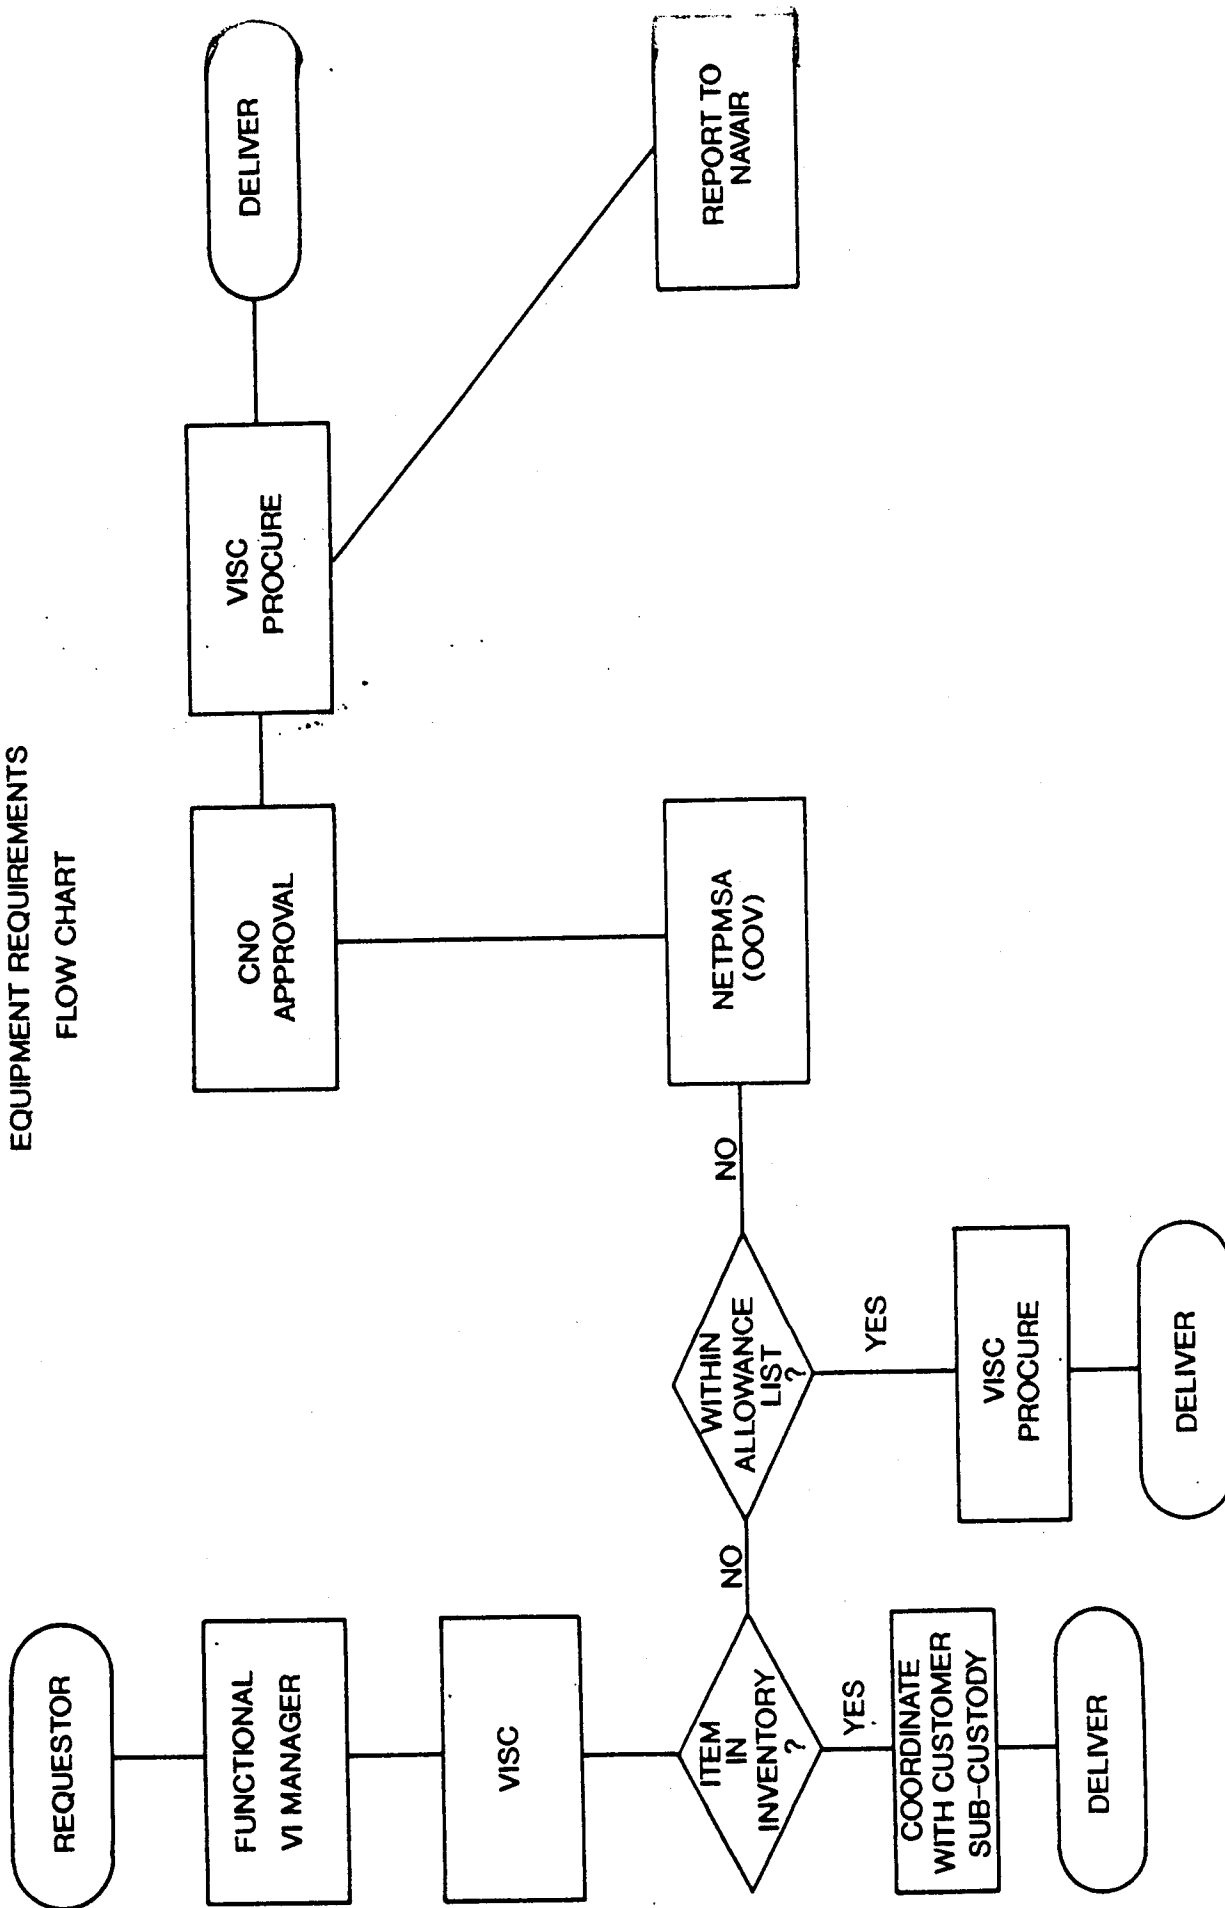 EQUIPMENT REQUIREMENTS
FLOW CHART
REQUESTOR
FUNCTIONAL
VI MANAGER
VISC
ITEM
IN
INVENTORY
?
YES
COORDINATE
WITH CUSTOMER
SUB-CUSTODY
DELIVER
NO
WITHIN
ALLOWANCE
LIST
?
YES
VISC
PROCURE
DELIVER
NO
NETPMSA
(OOV)
CNO
APPROVAL
VISC
PROCURE
DELIVER
REPORT TO
NAVAIR